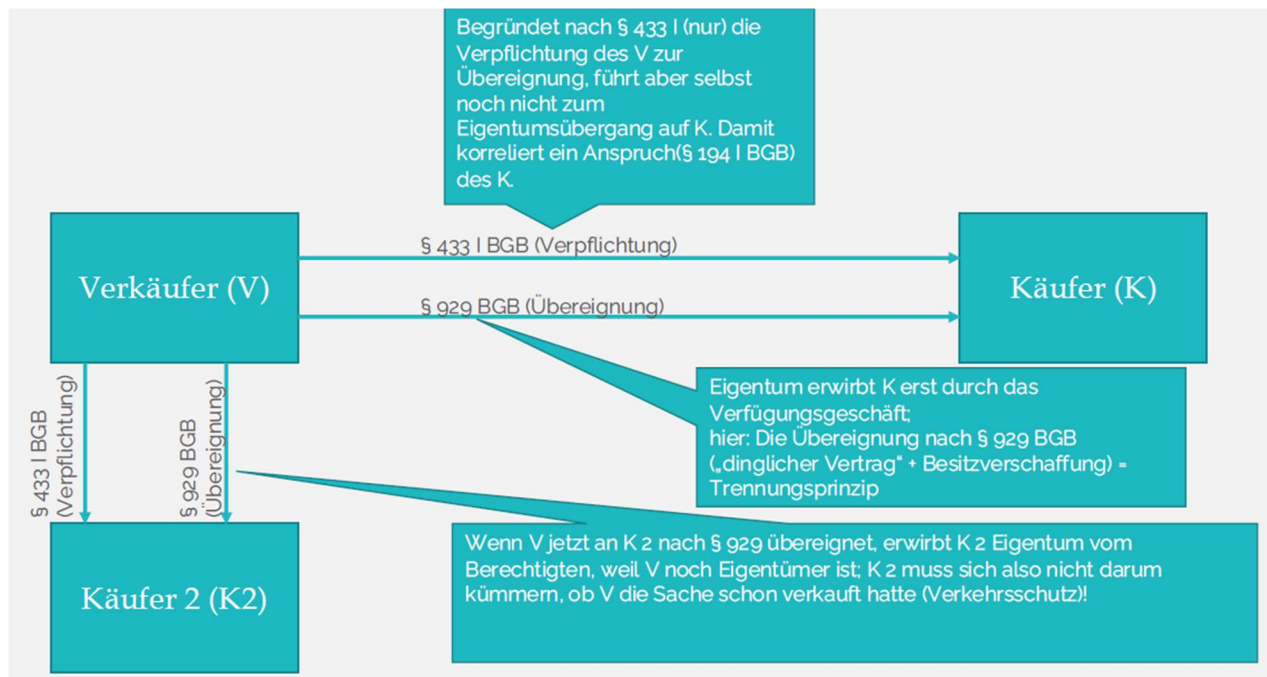 Begründet nach § 433 I (nur) die
Verpflichtung des V zur
Übereignung, führt aber selbst
noch nicht zum
Eigentumsübergang auf K. Damit
korreliert ein Anspruch(§ 194 I BGB)
des K.
§ 433 I BGB (Verpflichtung)
Verkäufer (V)
Käufer (K)
§ 929 BGB (Übereignung)
Eigentum erwirbt K erst durch das
Verfügungsgeschäft;
hier: Die Übereignung nach § 929 BGB
(„dinglicher Vertrag“ + Besitzverschaffung) =
Trennungsprinzip
§ 433 I BGB
(Verpflichtung)
§ 929 BGB
(Übereignung)
Wenn V jetzt an K 2 nach § 929 übereignet, erwirbt K 2 Eigentum vom
Berechtigten, weil V noch Eigentümer ist; K 2 muss sich also nicht darum
kümmern, ob V die Sache schon verkauft hatte (Verkehrsschutz)!
Käufer 2 (K2)